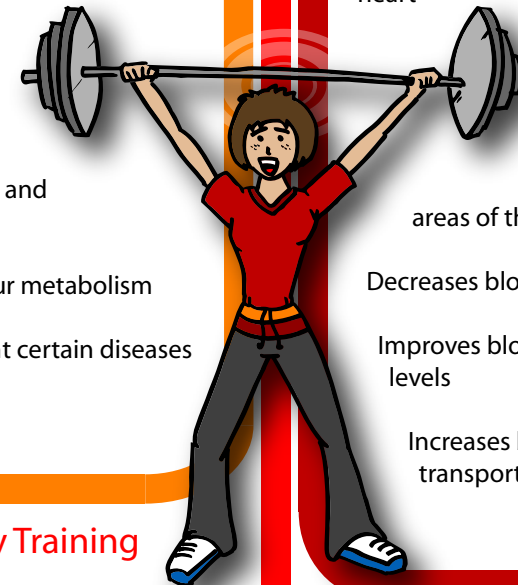 heart
and
ur metabolism
t certain diseases
Training
areas of th
Decreases blo
Improves blo
levels
Increases
transport